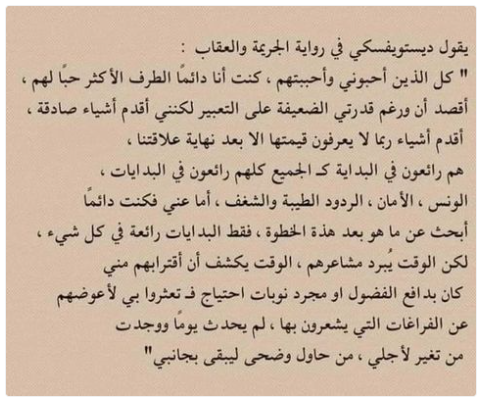 يقول ديستويفسكي في رواية الجريمة والعقاب :
" كل الذين أحبوني وأحببتهم ، كنت أنا دائمًا الطرف الأكثر حبًا لهم ،
أقصد أن ورغم قدرتي الضعيفة على التعبير لكنني أقدم أشياء صادقة ،
أقدم أشياء ربما لا يعرفون قيمتها الا بعد نهاية علاقتنا ،
هم رائعون في البداية كـ الجميع كلهم رائعون في البدايات ،
الونس ، الأمان ، الردود الطيبة والشغف ، أما عني فكنت دائمًا
أبحث عن ما هو بعد هذة الخطوة ، فقط البدايات رائعة في كل شيء ،
لكن الوقت يُبرد مشاعرهم ، الوقت يكشف أن أقترابهم مني
كان بدافع الفضول او مجرد نوبات احتياج فـ تعثروا بي لأعوضهم
عن الفراغات التي يشعرون بها ، لم يحدث يومًا ووجدت
من تغير لأجلي ، من حاول وضحى ليبقى بجانبي"